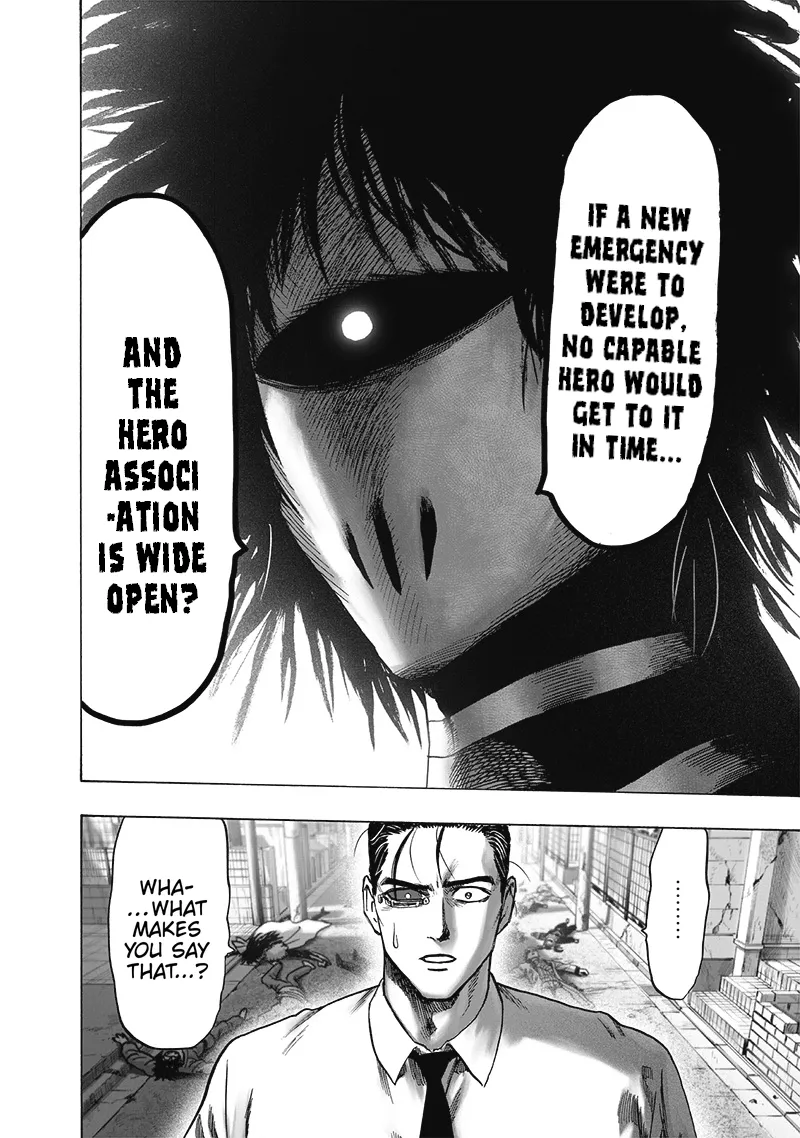 IF A NEW
EMERGENCY
WERE TO
DEVELOP,
NO CAPABLE
HERO WOULD
GET TO IT
IN TIME...
AND
THE
HERO
ASSOCI
-ATION
IS WIDE
OPEN?
.........
WHA-
...WHAT
MAKES
YOU SAY
THAT...?